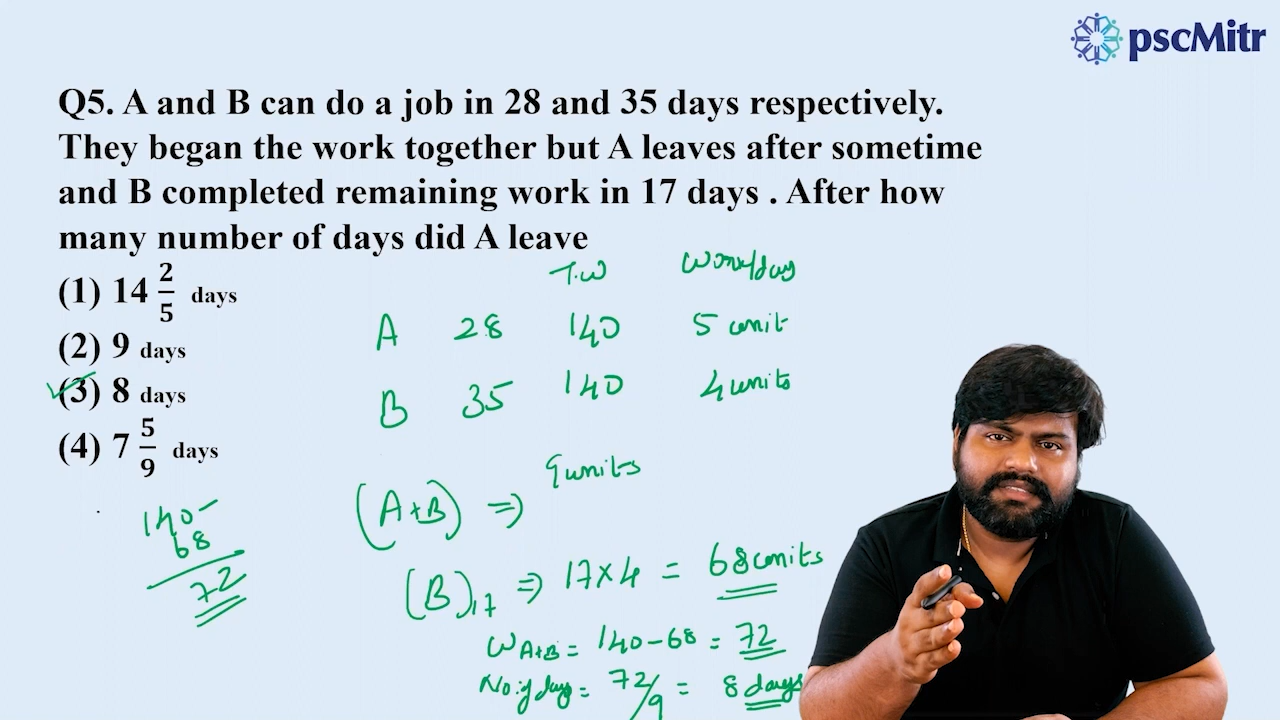 pscMitr
Q5. A and B can do a job in 28 and 35 days respectively.
They began the work together but A leaves after sometime
and B completed remaining work in 17 days . After how
many number of days did A leave
(1) 14 2/5 days
(2) 9 days
(3) 8 days
(4) 7 5/9 days
T.W work/day
A 28 140 5 unit
B 35 140 4 units
(A+B) ⇒ 9 units
(B)17 ⇒ 17×4 = 68 units
W A+B = 140-68 = 72
No: of days = 72/9 = 8 days
140-
68
72